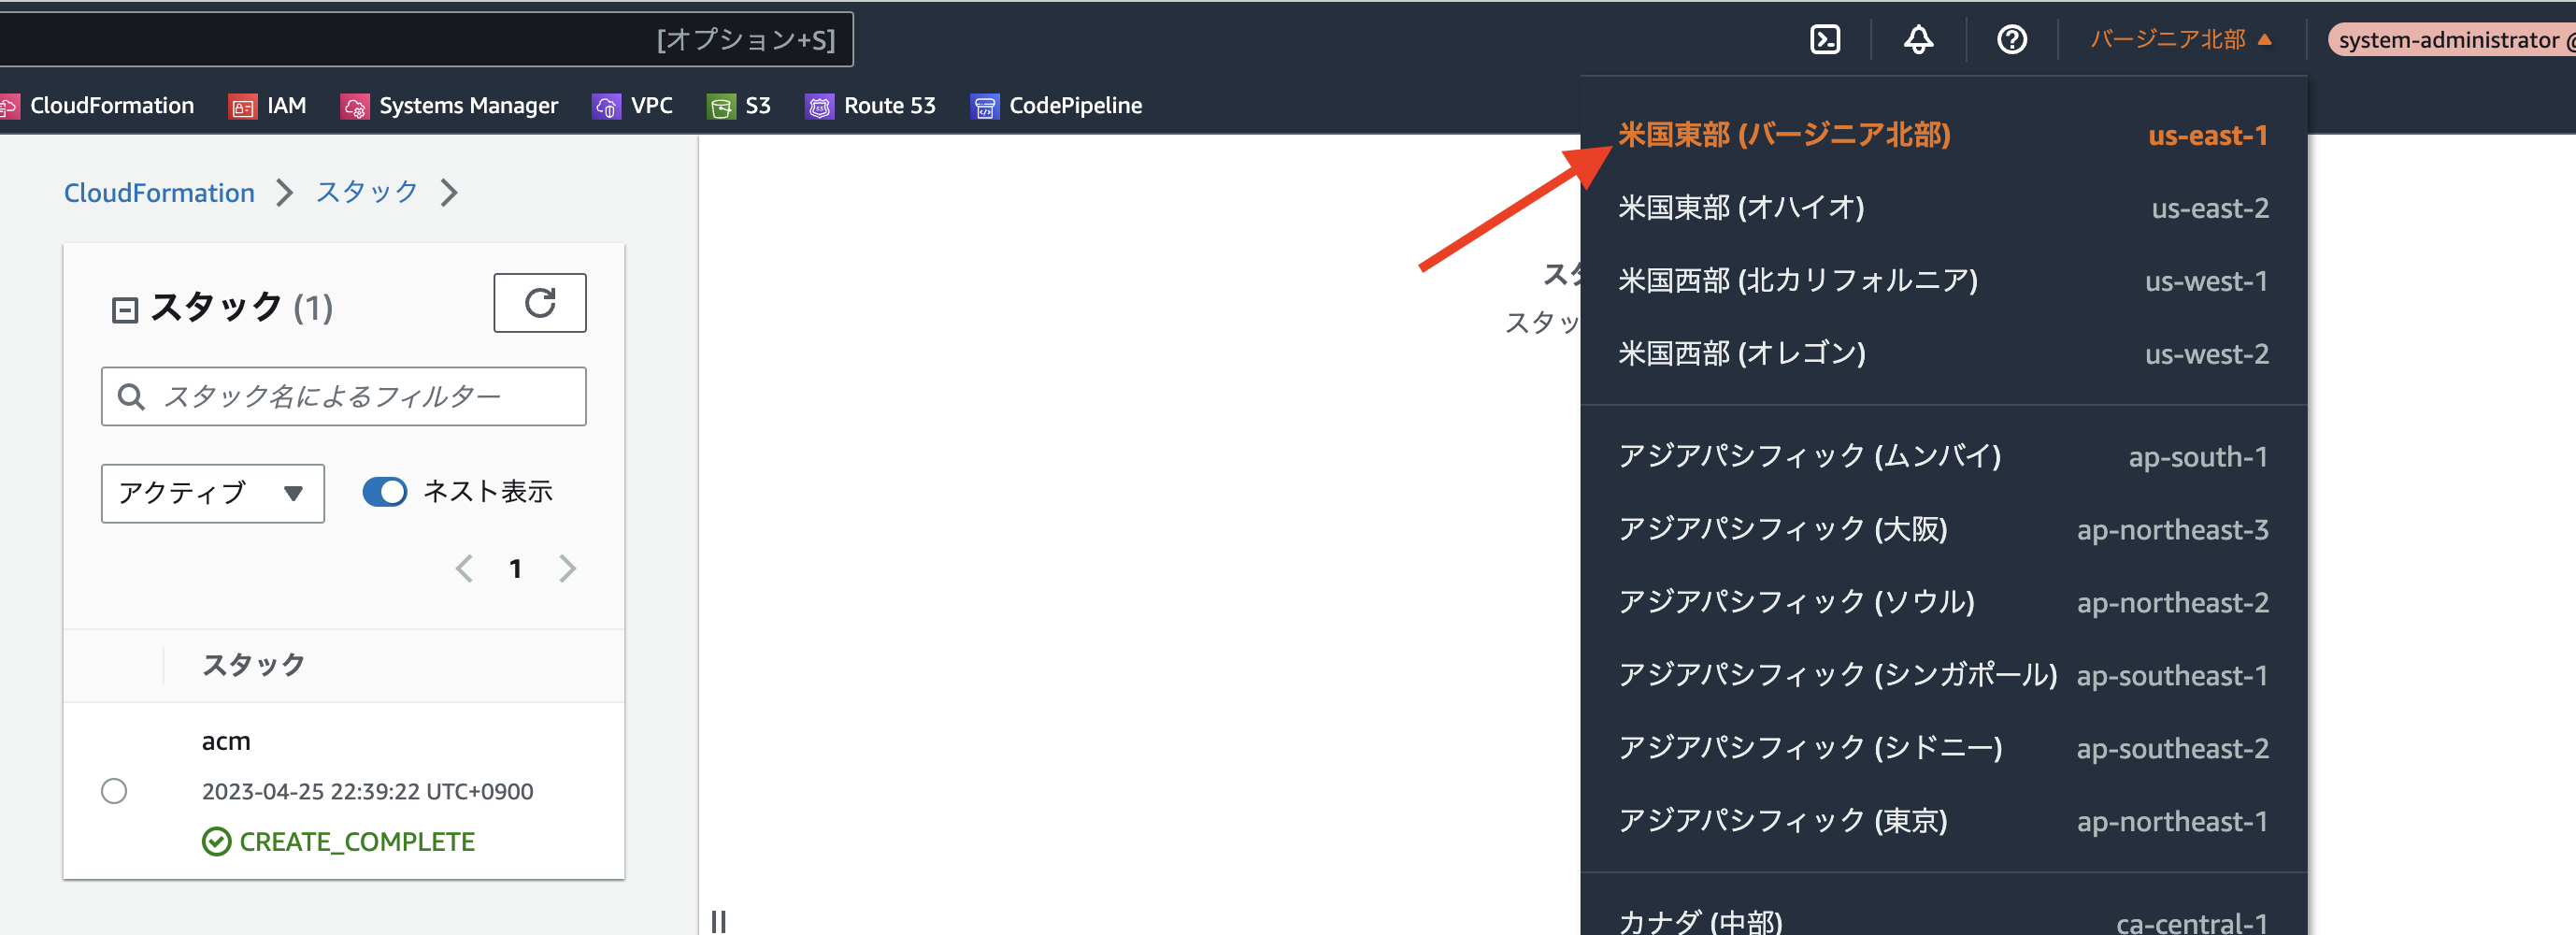 [オプション+S]
バージニア北部
system-administrator @
CloudFormation
IAM
Systems Manager
VPC
S3
Route 53
CodePipeline
CloudFormation
スタック
スタック (1)
スタック名によるフィルター
アクティブ
ネスト表示
1
スタック
acm
2023-04-25 22:39:22 UTC+0900
CREATE_COMPLETE
スタ
スタッ
米国東部 (バージニア北部) us-east-1
米国東部 (オハイオ) us-east-2
米国西部 (北カリフォルニア) us-west-1
米国西部 (オレゴン) us-west-2
アジアパシフィック (ムンバイ) ap-south-1
アジアパシフィック (大阪) ap-northeast-3
アジアパシフィック (ソウル) ap-northeast-2
アジアパシフィック (シンガポール) ap-southeast-1
アジアパシフィック (シドニー) ap-southeast-2
アジアパシフィック (東京) ap-northeast-1
カナダ (中部) ca-central-1